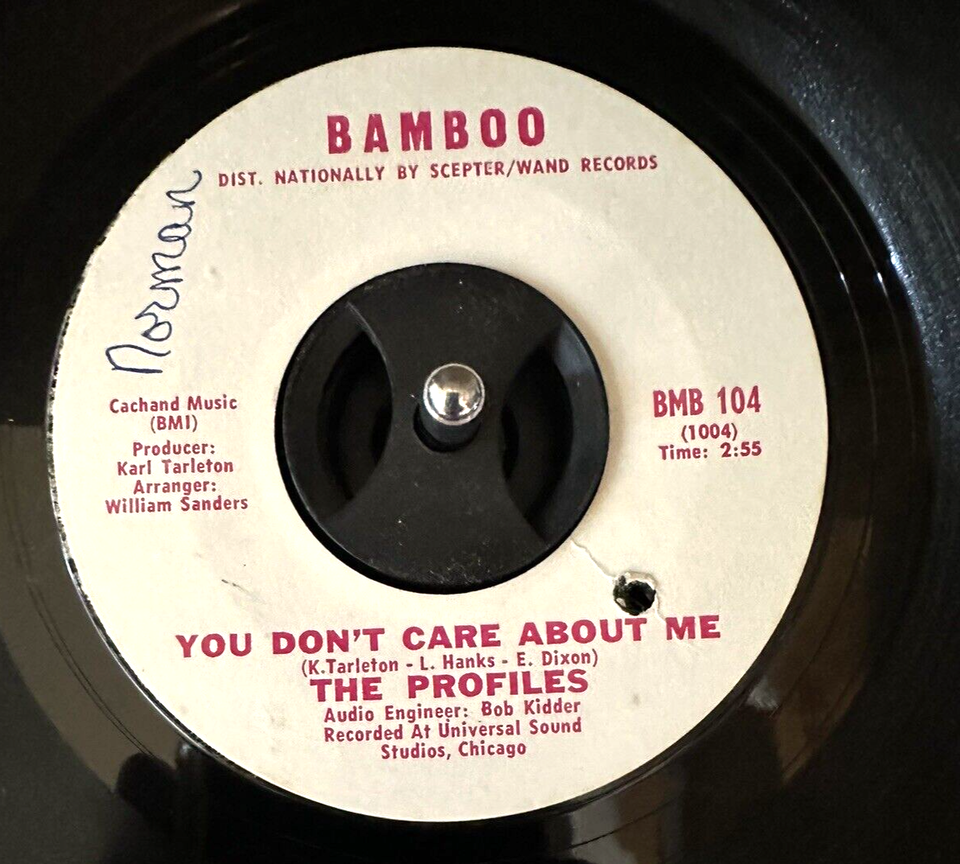 BAMBOO
DIST. NATIONALLY BY SCEPTER/WAND RECORDS
Norman
Cachand Music
(BMI)
Producer:
Karl Tarleton
Arranger:
William Sanders
BMB 104
(1004)
Time: 2:55
YOU DON'T CARE ABOUT ME
(K.Tarleton - L. Hanks - E. Dixon)
THE PROFILES
Audio Engineer: Bob Kidder
Recorded At Universal Sound
Studios, Chicago